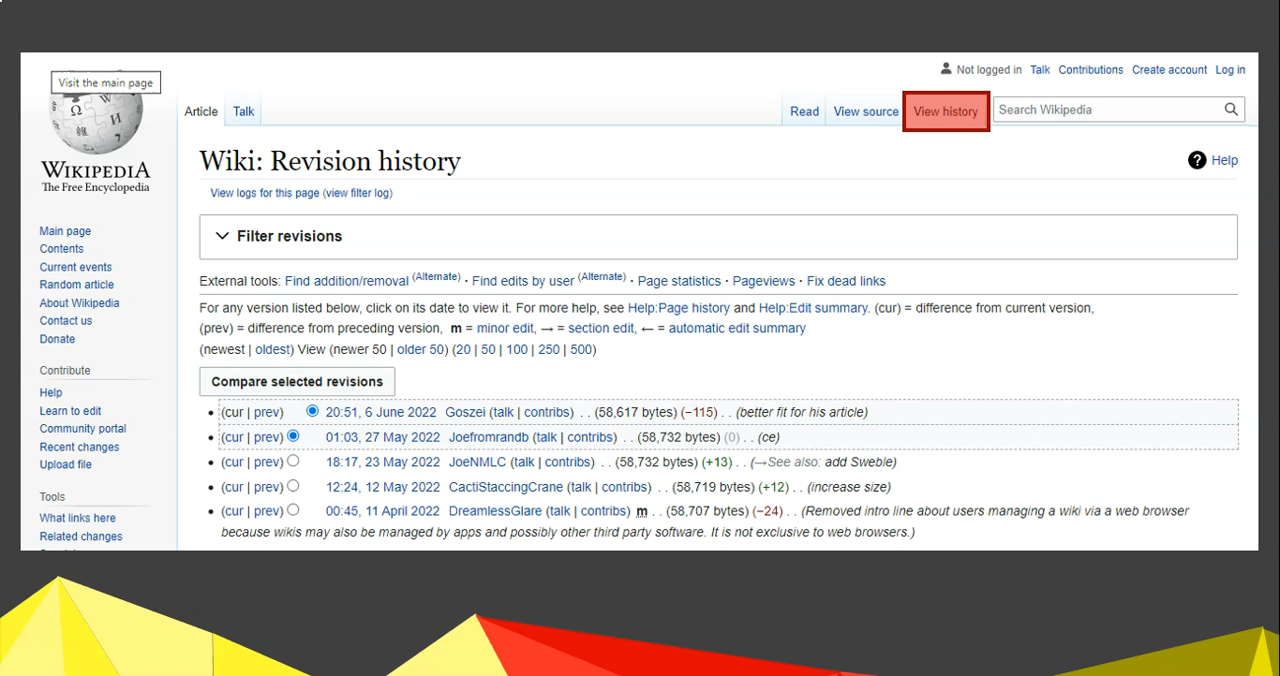 Visit the main page
Ω W И 維
WIKIPEDIA
The Free Encyclopedia
Not logged in Talk Contributions Create account Log in
Article Talk Read View source View history Search Wikipedia
Wiki: Revision history
? Help
View logs for this page (view filter log)
Filter revisions
External tools: Find addition/removal (Alternate) · Find edits by user (Alternate) · Page statistics · Pageviews · Fix dead links
For any version listed below, click on its date to view it. For more help, see Help:Page history and Help:Edit summary. (cur) = difference from current version,
(prev) = difference from preceding version, m = minor edit, → = section edit, ← = automatic edit summary
(newest | oldest) View (newer 50 | older 50) (20 | 50 | 100 | 250 | 500)
Compare selected revisions
• (cur | prev) 20:51, 6 June 2022 Goszei (talk | contribs) . . (58,617 bytes) (−115) . . (better fit for his article)
• (cur | prev) 01:03, 27 May 2022 Joefromrandb (talk | contribs) . . (58,732 bytes) (0) . . (ce)
• (cur | prev) 18:17, 23 May 2022 JoeNMLC (talk | contribs) . . (58,732 bytes) (+13) . . (→See also: add Sweble)
• (cur | prev) 12:24, 12 May 2022 CactiStaccingCrane (talk | contribs) . . (58,719 bytes) (+12) . . (increase size)
• (cur | prev) 00:45, 11 April 2022 DreamlessGlare (talk | contribs) m . . (58,707 bytes) (−24) . . (Removed intro line about users managing a wiki via a web browser
because wikis may also be managed by apps and possibly other third party software. It is not exclusive to web browsers.)
Main page
Contents
Current events
Random article
About Wikipedia
Contact us
Donate
Contribute
Help
Learn to edit
Community portal
Recent changes
Upload file
Tools
What links here
Related changes